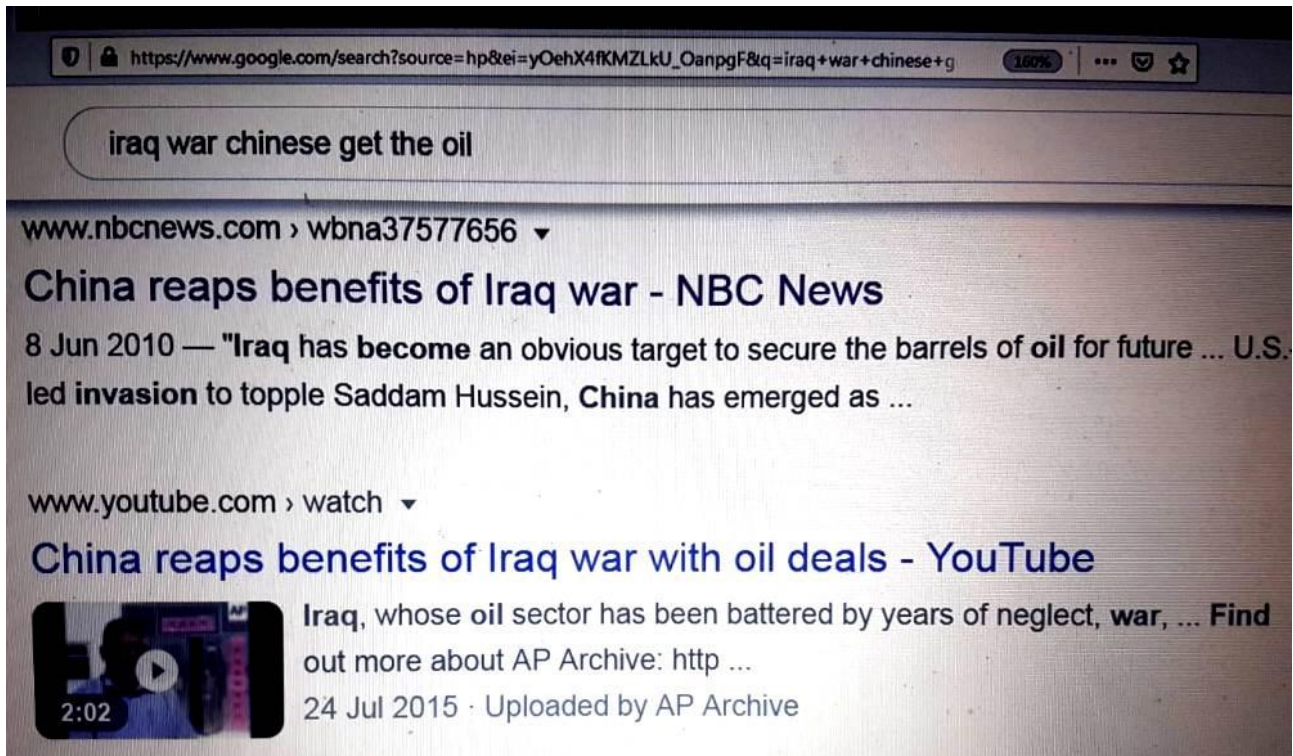 https://www.google.com/search?source=hp&ei=yOehX4fKMZLkU_OanpgF&q=iraq+war+chinese+g 160%
iraq war chinese get the oil
www.nbcnews.com › wbna37577656
China reaps benefits of Iraq war - NBC News
8 Jun 2010 — "Iraq has become an obvious target to secure the barrels of oil for future ... U.S.-
led invasion to topple Saddam Hussein, China has emerged as ...
www.youtube.com › watch
China reaps benefits of Iraq war with oil deals - YouTube
Iraq, whose oil sector has been battered by years of neglect, war, ... Find
out more about AP Archive: http ...
24 Jul 2015 · Uploaded by AP Archive
AP
2:02